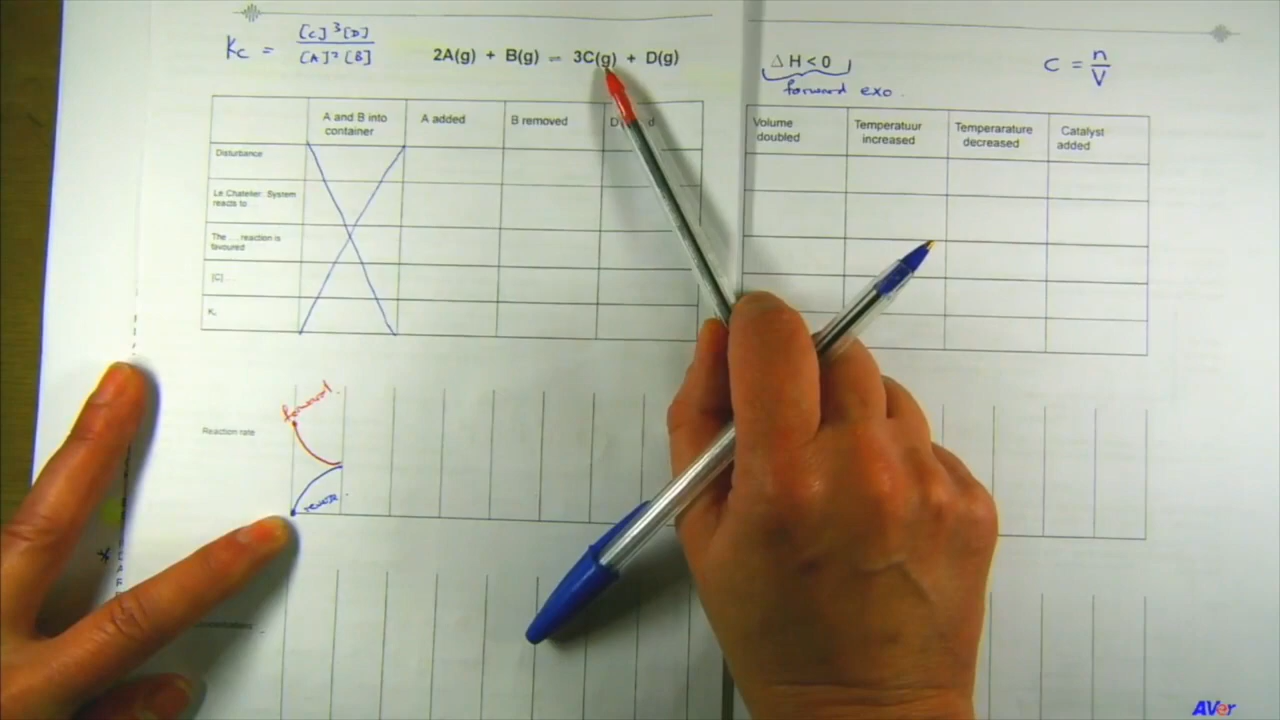 Kc = [C]³[D]
[A]²[B]
2A(g) + B(g) = 3C(g) + D(g)
Δ H < 0
forward exo.
C = n
V
A and B into
container
A added
B removed
D
d
Volume
doubled
Temperatuur
increased
Temperarature
decreased
Catalyst
added
Disturbance
Le Chatelier. System
reacts to
The ... reaction is
favoured
[C]...
Kc
forward.
Reaction rate
reverse.
AVer